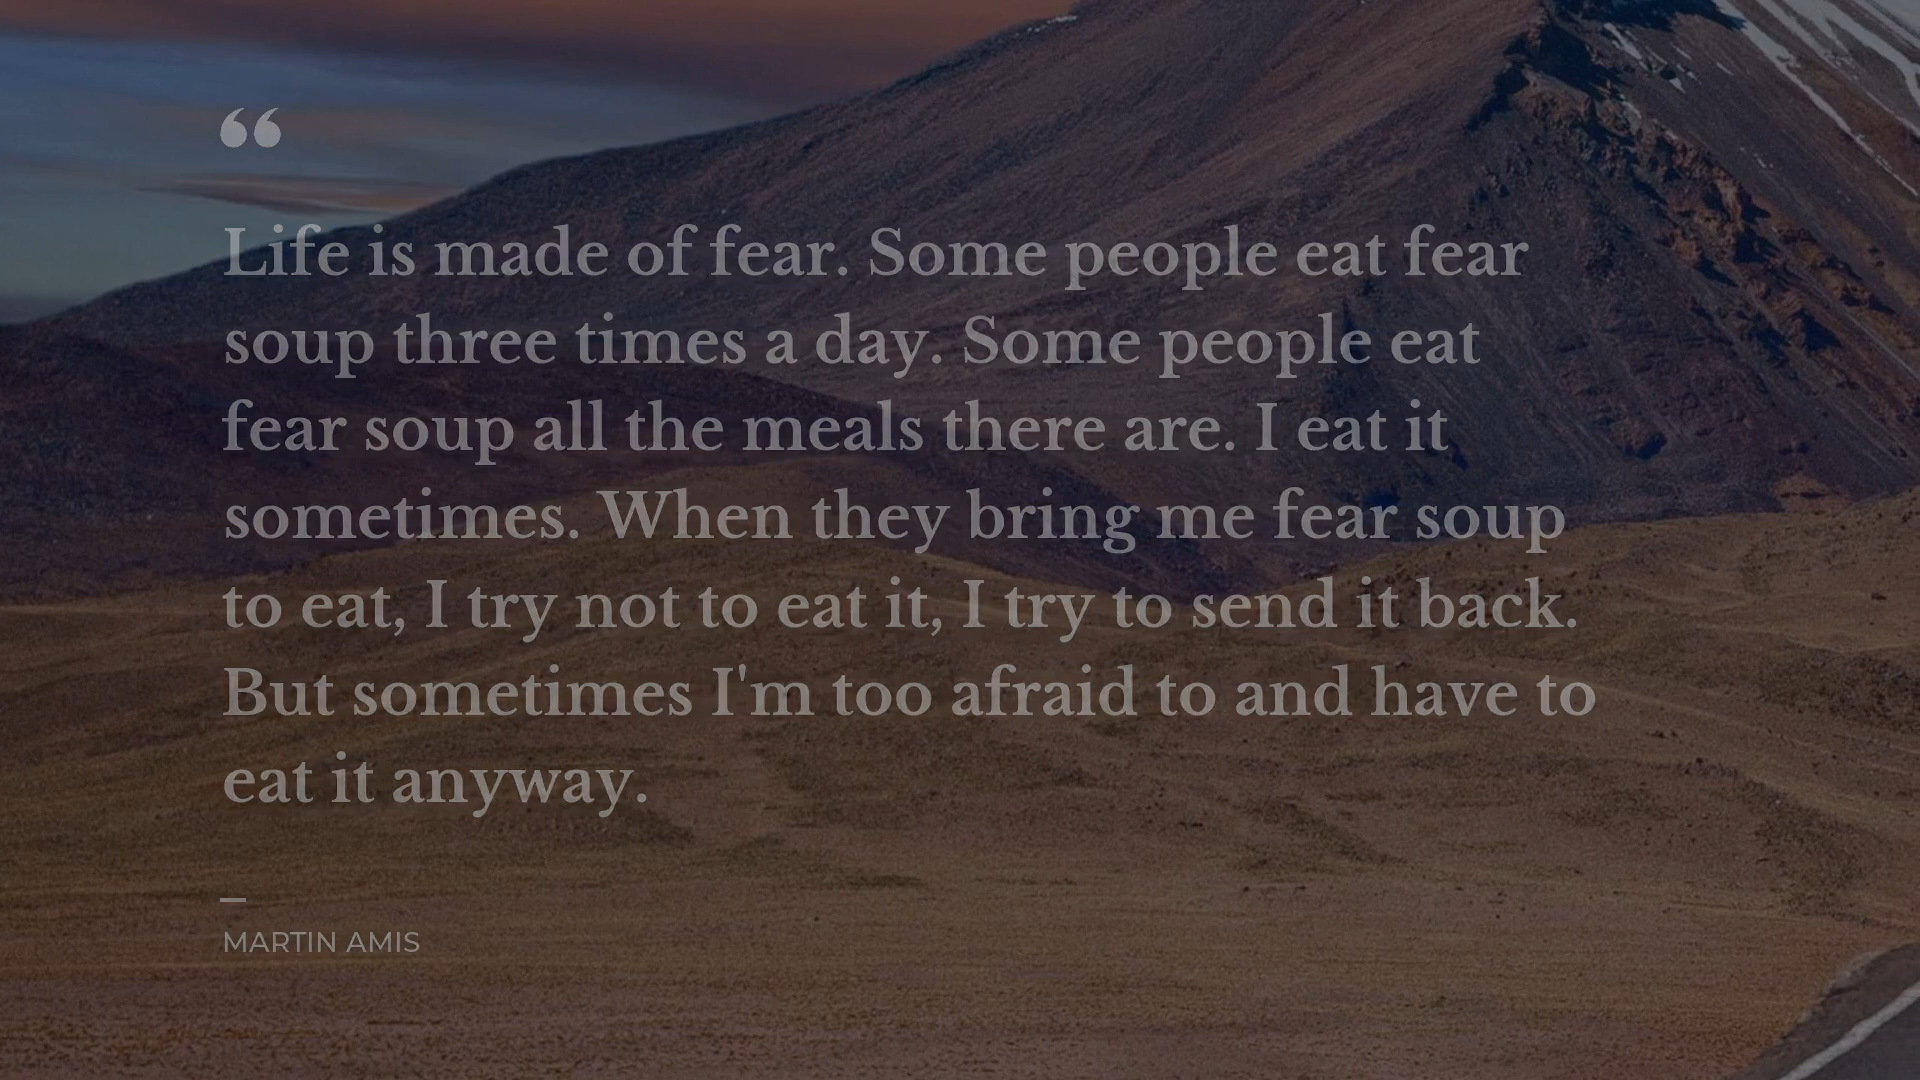 “
Life is made of fear. Some people eat fear
soup three times a day. Some people eat
fear soup all the meals there are. I eat it
sometimes. When they bring me fear soup
to eat, I try not to eat it, I try to send it back.
But sometimes I'm too afraid to and have to
eat it anyway.
—
MARTIN AMIS